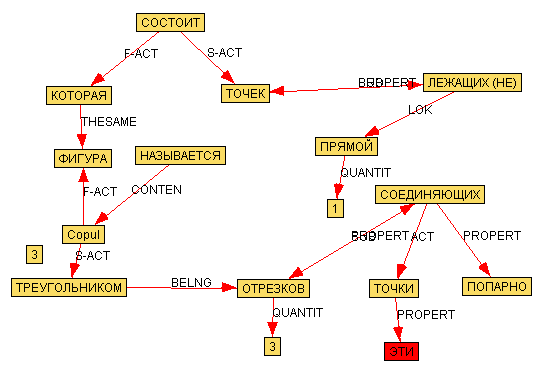 СОСТОИТ
F-ACT
S-ACT
КОТОРАЯ
ТОЧЕК
ЛЕЖАЩИХ (НЕ)
LOK
THESAME
ФИГУРА
НАЗЫВАЕТСЯ
ПРЯМОЙ
QUANTIT
F-ACT
CONTEN
СОЕДИНЯЮЩИХ
1
Copul
PROPERT
ACT
PROPERT
3
S-ACT
ТРЕУГОЛЬНИКОМ
BELNG
ОТРЕЗКОВ
ТОЧКИ
ПОПАРНО
QUANTIT
PROPERT
3
ЭТИ